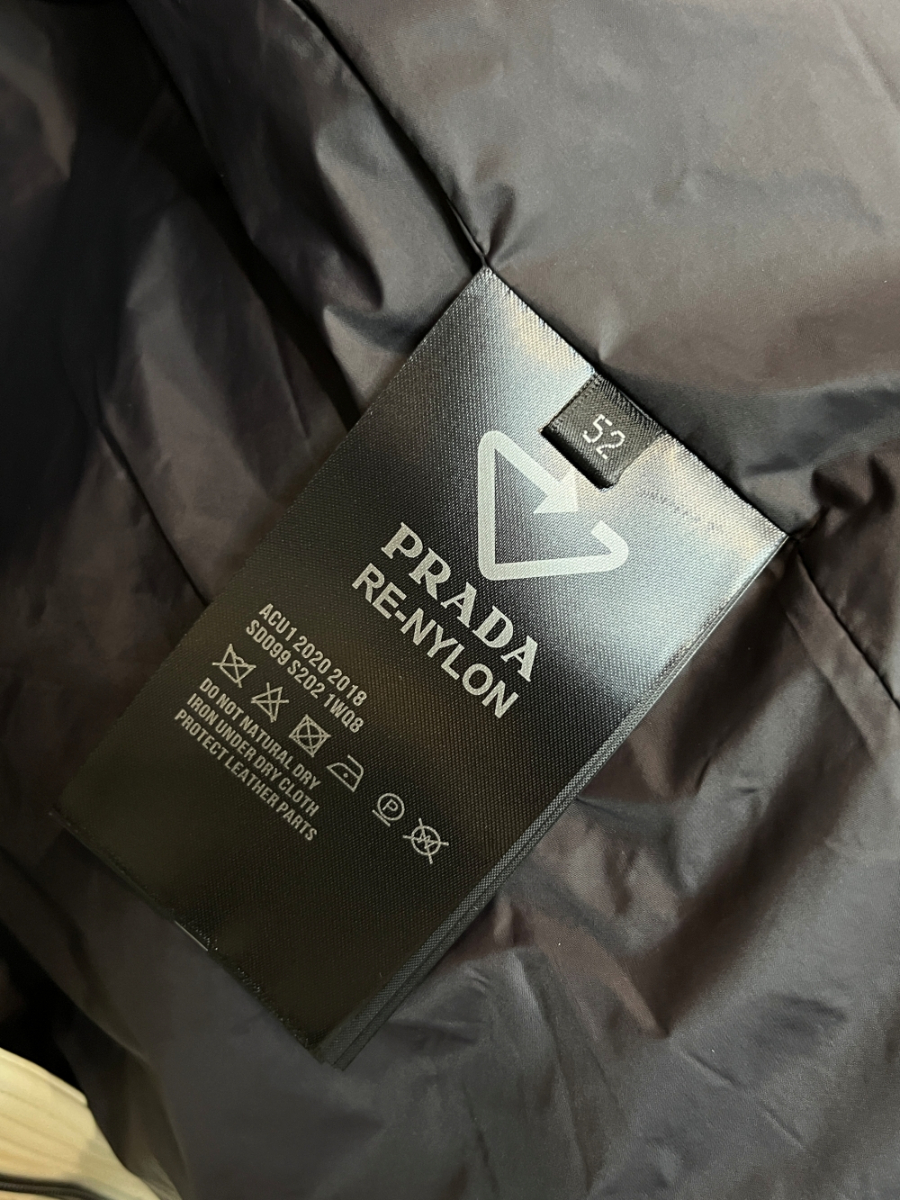 52
PRADA
RE-NYLON
ACU1 2020 2018
SD099 S202 1WQ8
P
W
DO NOT NATURAL DRY
IRON UNDER DRY CLOTH
PROTECT LEATHER PARTS